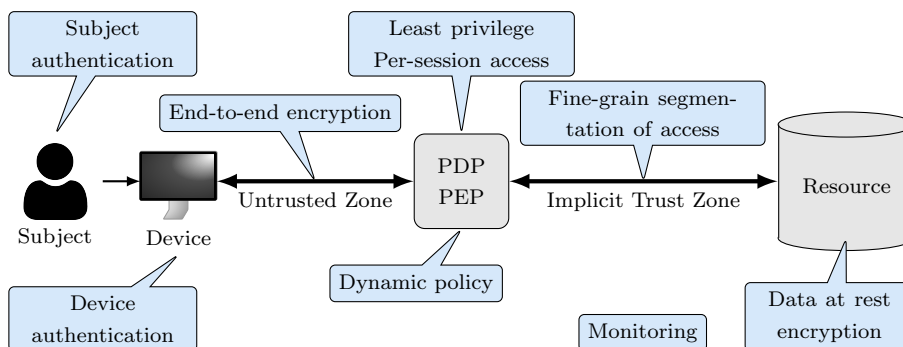 Subject
authentication
Least privilege
Per-session access
End-to-end encryption
Fine-grain segmen-
tation of access
PDP
PEP
Resource
Untrusted Zone
Implicit Trust Zone
Subject
Device
Dynamic policy
Device
authentication
Monitoring
Data at rest
encryption